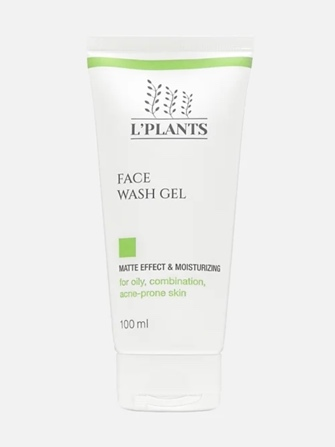 L'PLANTS
FACE
WASH GEL
MATTE EFFECT & MOISTURIZING
for oily, combination,
acne-prone skin
100 ml